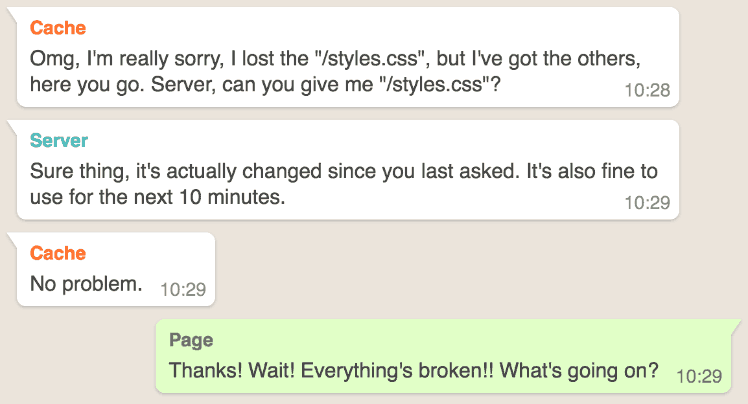 Cache
Omg, I'm really sorry, I lost the "/styles.css", but I've got the others,
here you go. Server, can you give me "/styles.css"?
10:28
Server
Sure thing, it's actually changed since you last asked. It's also fine to
use for the next 10 minutes.
10:29
Cache
No problem.
10:29
Page
Thanks! Wait! Everything's broken!! What's going on?
10:29